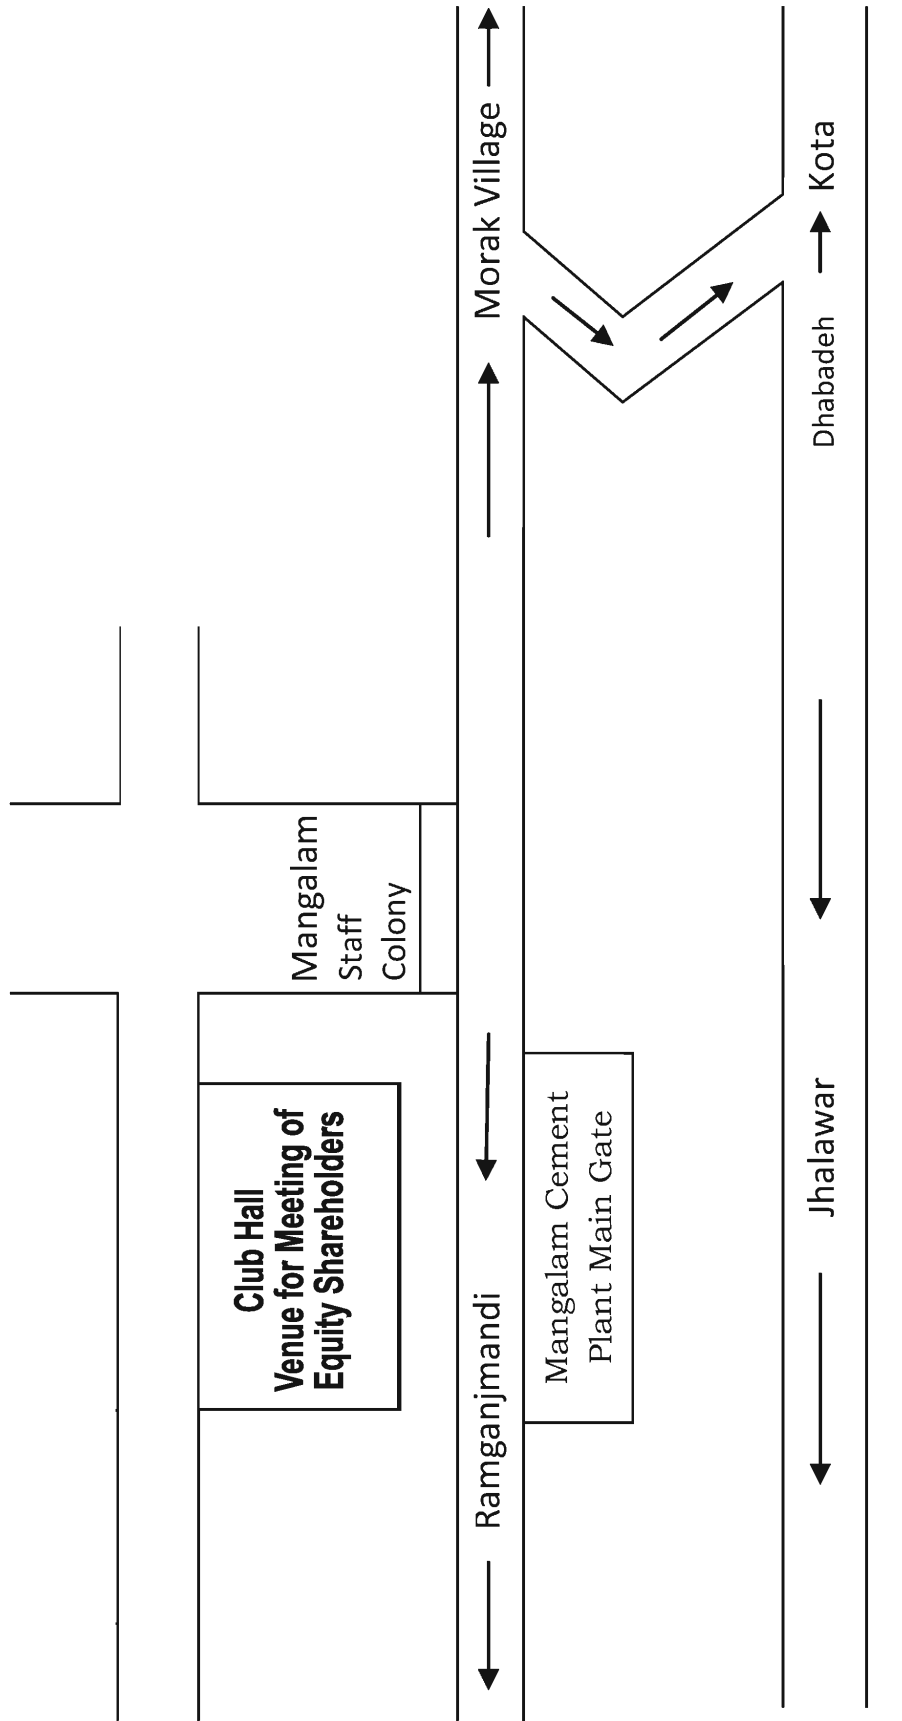 Mangalam
Staff
Colony
Club Hall
Venue for Meeting of
Equity Shareholders
Ramganjmandi
Morak Village
Mangalam Cement
Plant Main Gate
Jhalawar
Dhabadeh
Kota